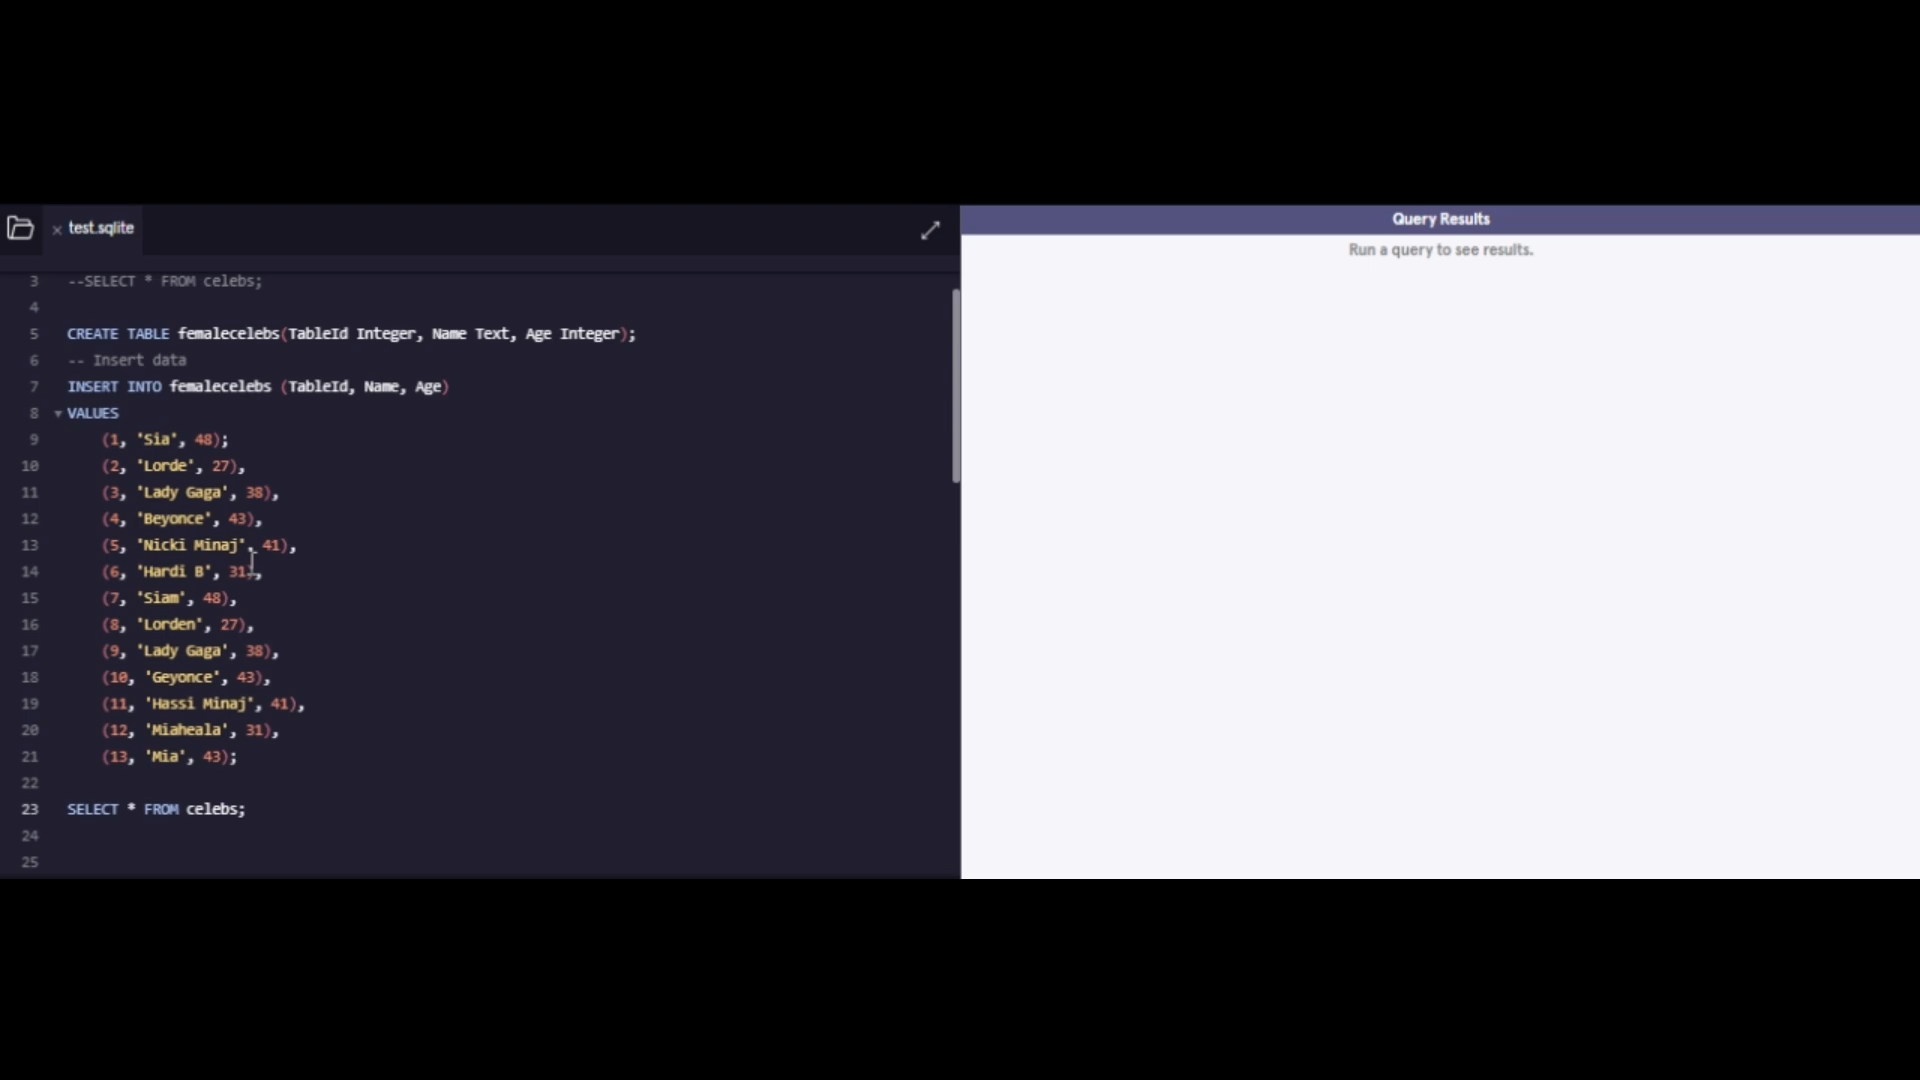 test.sqlite
3 --SELECT * FROM celebs;
4
5 CREATE TABLE femalecelebs(TableId Integer, Name Text, Age Integer);
6 -- Insert data
7 INSERT INTO femalecelebs (TableId, Name, Age)
8 VALUES
9 (1, 'Sia', 48);
10 (2, 'Lorde', 27),
11 (3, 'Lady Gaga', 38),
12 (4, 'Beyonce', 43),
13 (5, 'Nicki Minaj', 41),
14 (6, 'Hardi B', 31),
15 (7, 'Siam', 48),
16 (8, 'Lorden', 27),
17 (9, 'Lady Gaga', 38),
18 (10, 'Geyonce', 43),
19 (11, 'Hassi Minaj', 41),
20 (12, 'Miaheala', 31),
21 (13, 'Mia', 43);
22
23 SELECT * FROM celebs;
24
25
Query Results
Run a query to see results.